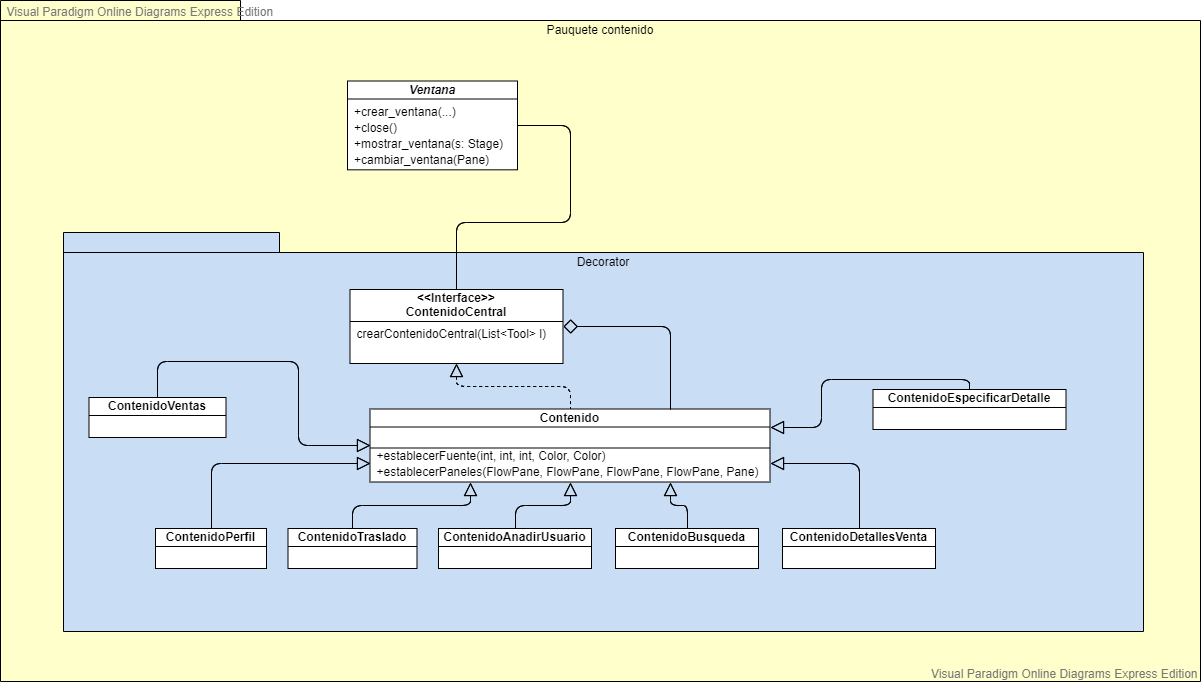 Visual Paradigm Online Diagrams Express Edition
Pauquete contenido
Ventana
+crear_ventana(...)
+close()
+mostrar_ventana(s: Stage)
+cambiar_ventana(Pane)
Decorator
<<Interface>>
ContenidoCentral
crearContenidoCentral(List<Tool> l)
ContenidoVentas
ContenidoEspecificarDetalle
Contenido
+establecerFuente(int, int, int, Color, Color)
+establecerPaneles(FlowPane, FlowPane, FlowPane, FlowPane, Pane)
ContenidoPerfil
ContenidoTraslado
ContenidoAnadirUsuario
ContenidoBusqueda
ContenidoDetallesVenta
Visual Paradigm Online Diagrams Express Edition